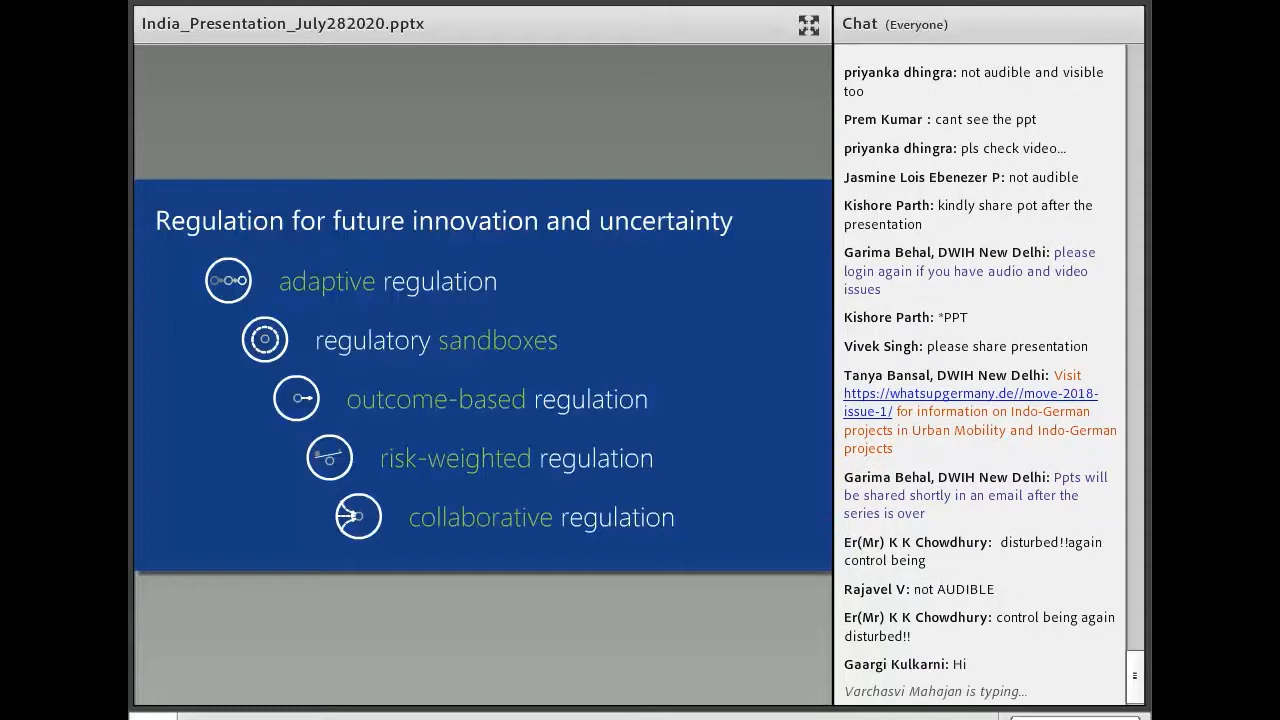 India_Presentation_July282020.pptx
Regulation for future innovation and uncertainty
adaptive regulation
regulatory sandboxes
outcome-based regulation
risk-weighted regulation
collaborative regulation
Chat (Everyone)
priyanka dhingra: not audible and visible
too
Prem Kumar : cant see the ppt
priyanka dhingra: pls check video...
Jasmine Lois Ebenezer P: not audible
Kishore Parth: kindly share pot after the
presentation
Garima Behal, DWIH New Delhi: please
login again if you have audio and video
issues
Kishore Parth: *PPT
Vivek Singh: please share presentation
Tanya Bansal, DWIH New Delhi: Visit
https://whatsupgermany.de//move-2018-
issue-1/ for information on Indo-German
projects in Urban Mobility and Indo-German
projects
Garima Behal, DWIH New Delhi: Ppts will
be shared shortly in an email after the
series is over
Er(Mr) K K Chowdhury: disturbed!!again
control being
Rajavel V: not AUDIBLE
Er(Mr) K K Chowdhury: control being again
disturbed!!
Gaargi Kulkarni: Hi
Varchasvi Mahajan is typing...